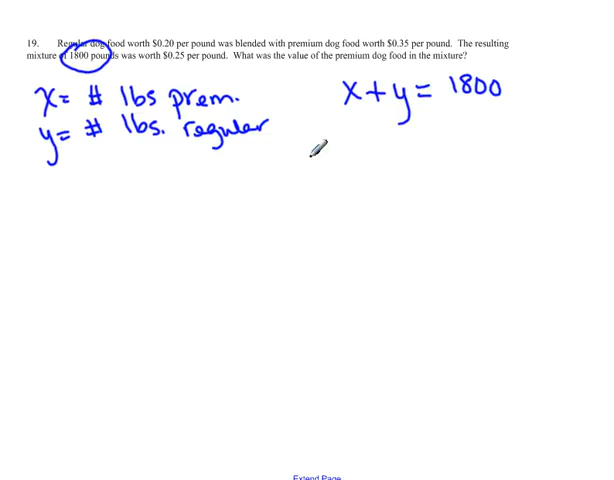 19. Regular dog food worth $0.20 per pound was blended with premium dog food worth $0.35 per pound. The resulting
mixture of 1800 pounds was worth $0.25 per pound. What was the value of the premium dog food in the mixture?
x = # lbs prem.
x + y = 1800
y = # lbs. regular
Extend Page